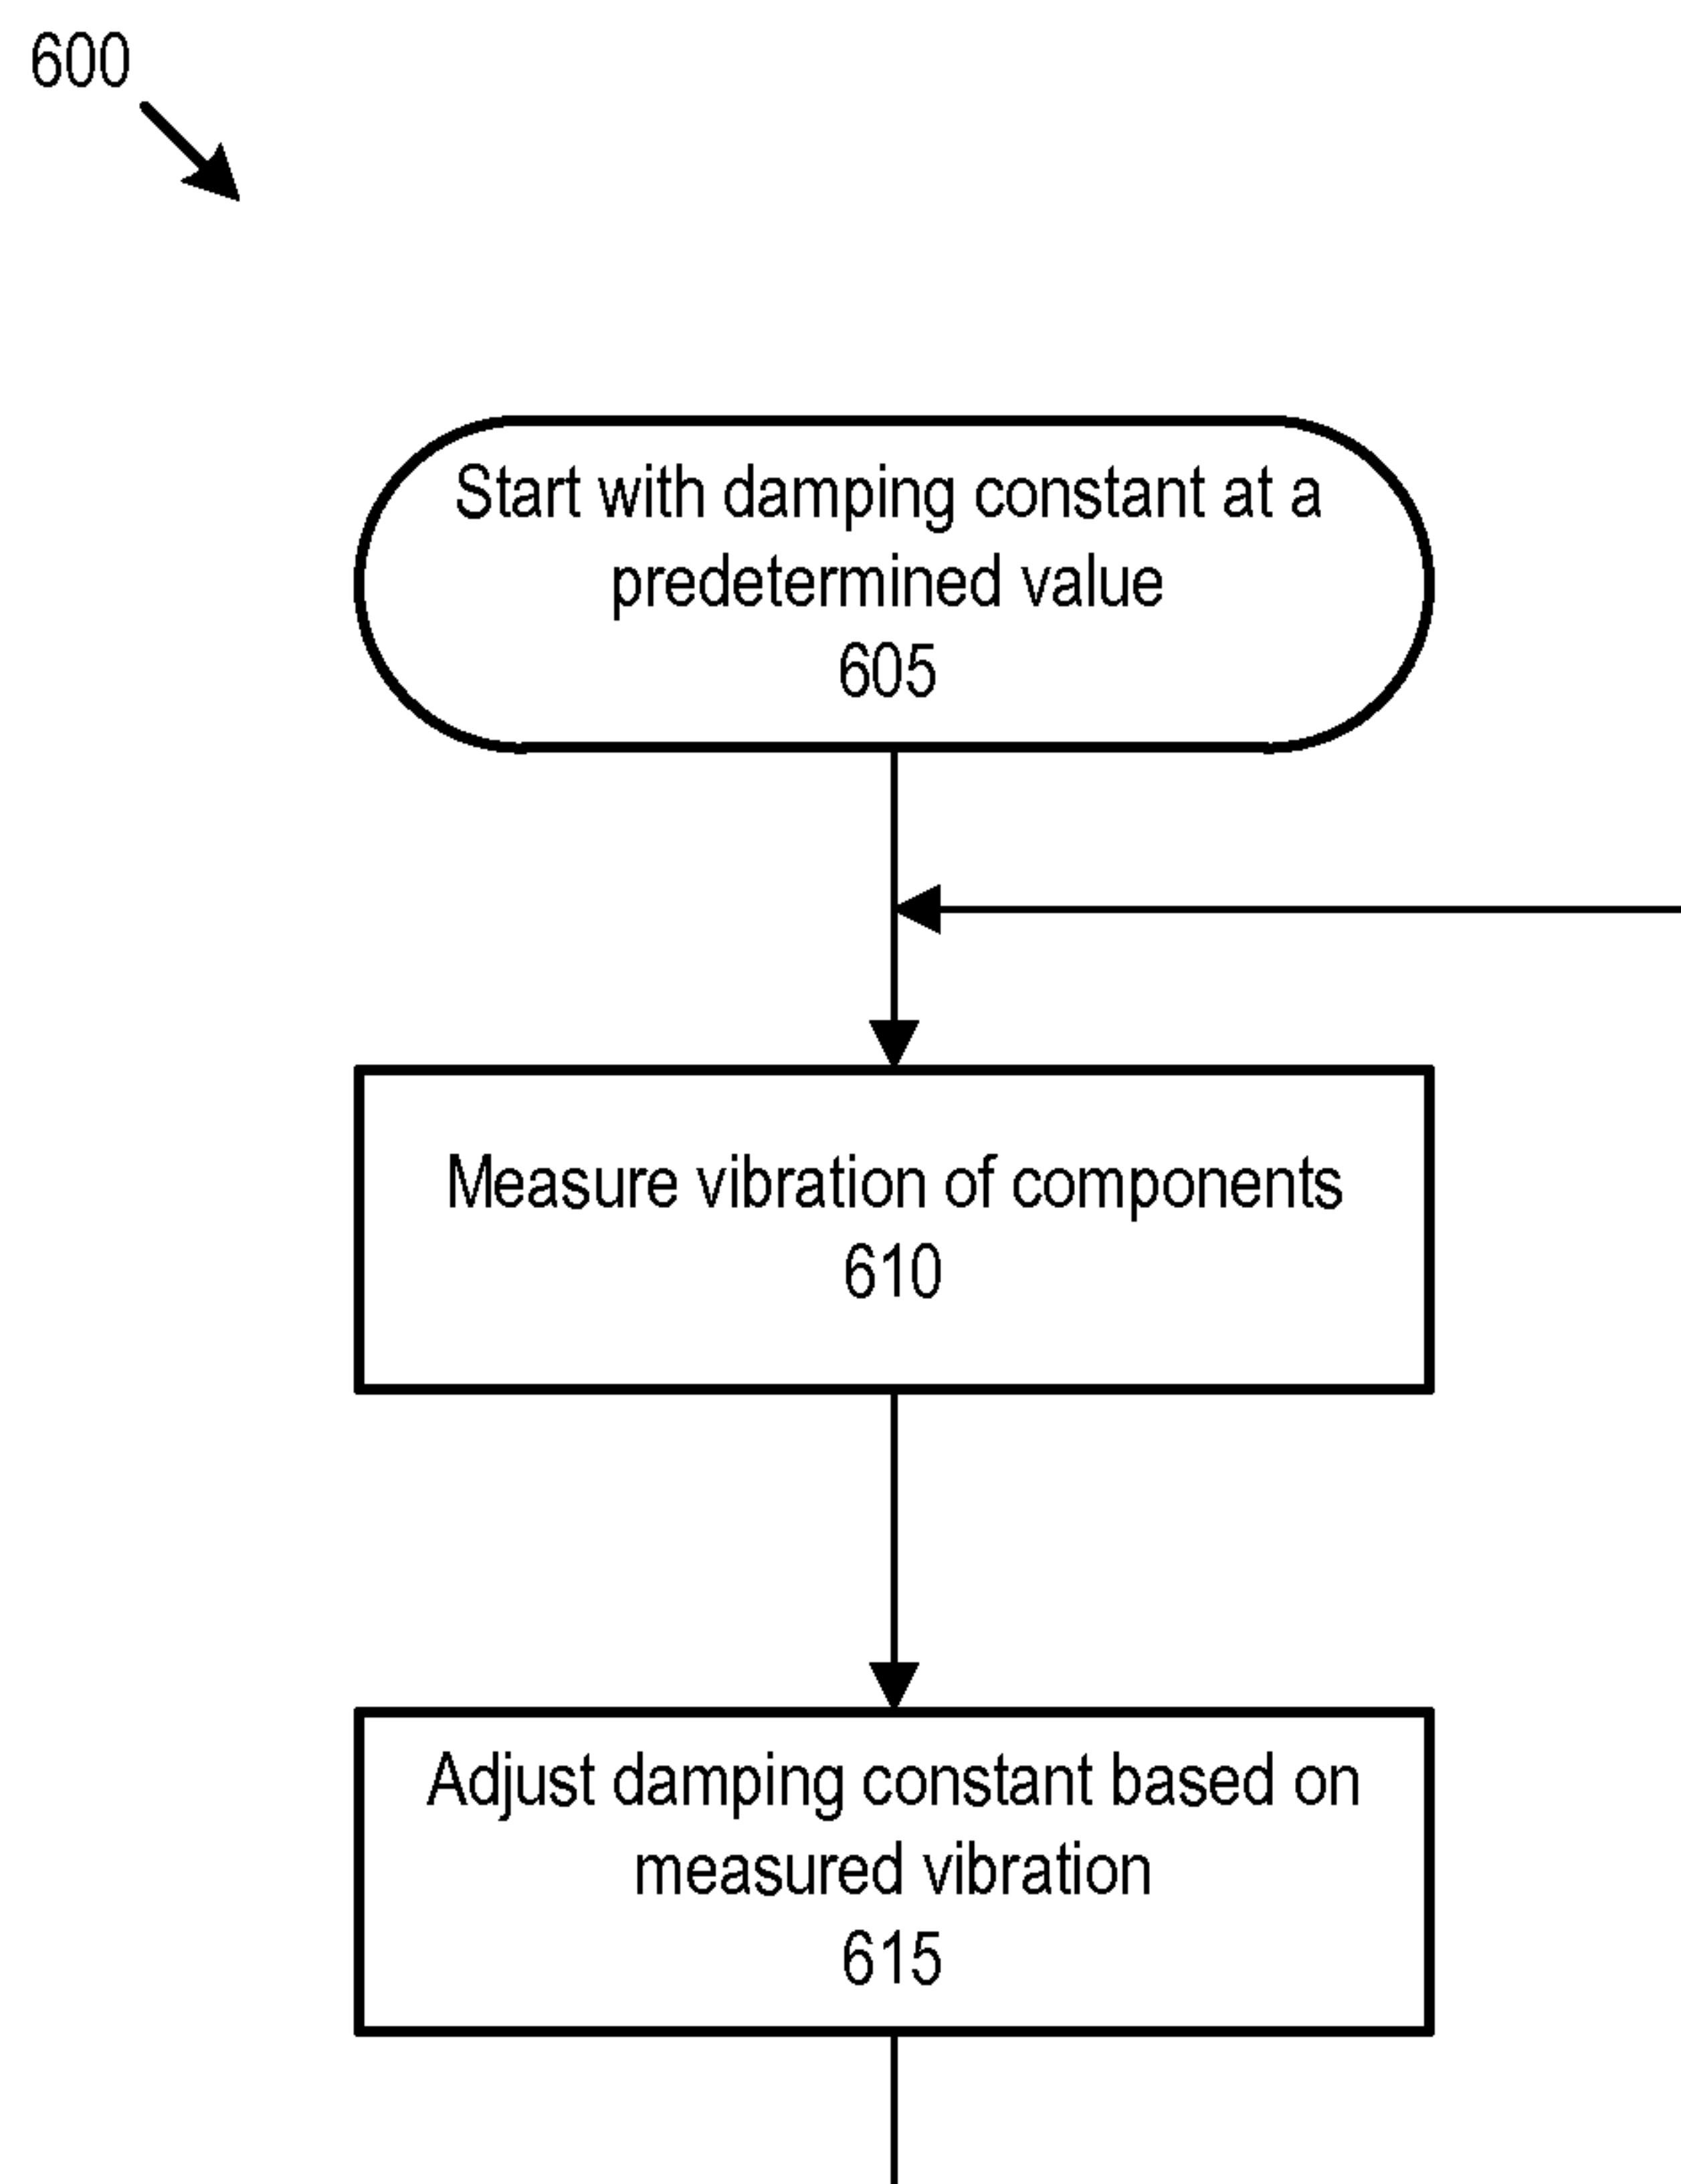 600
Start with damping constant at a
predetermined value
605
Measure vibration of components
610
Adjust damping constant based on
measured vibration
615